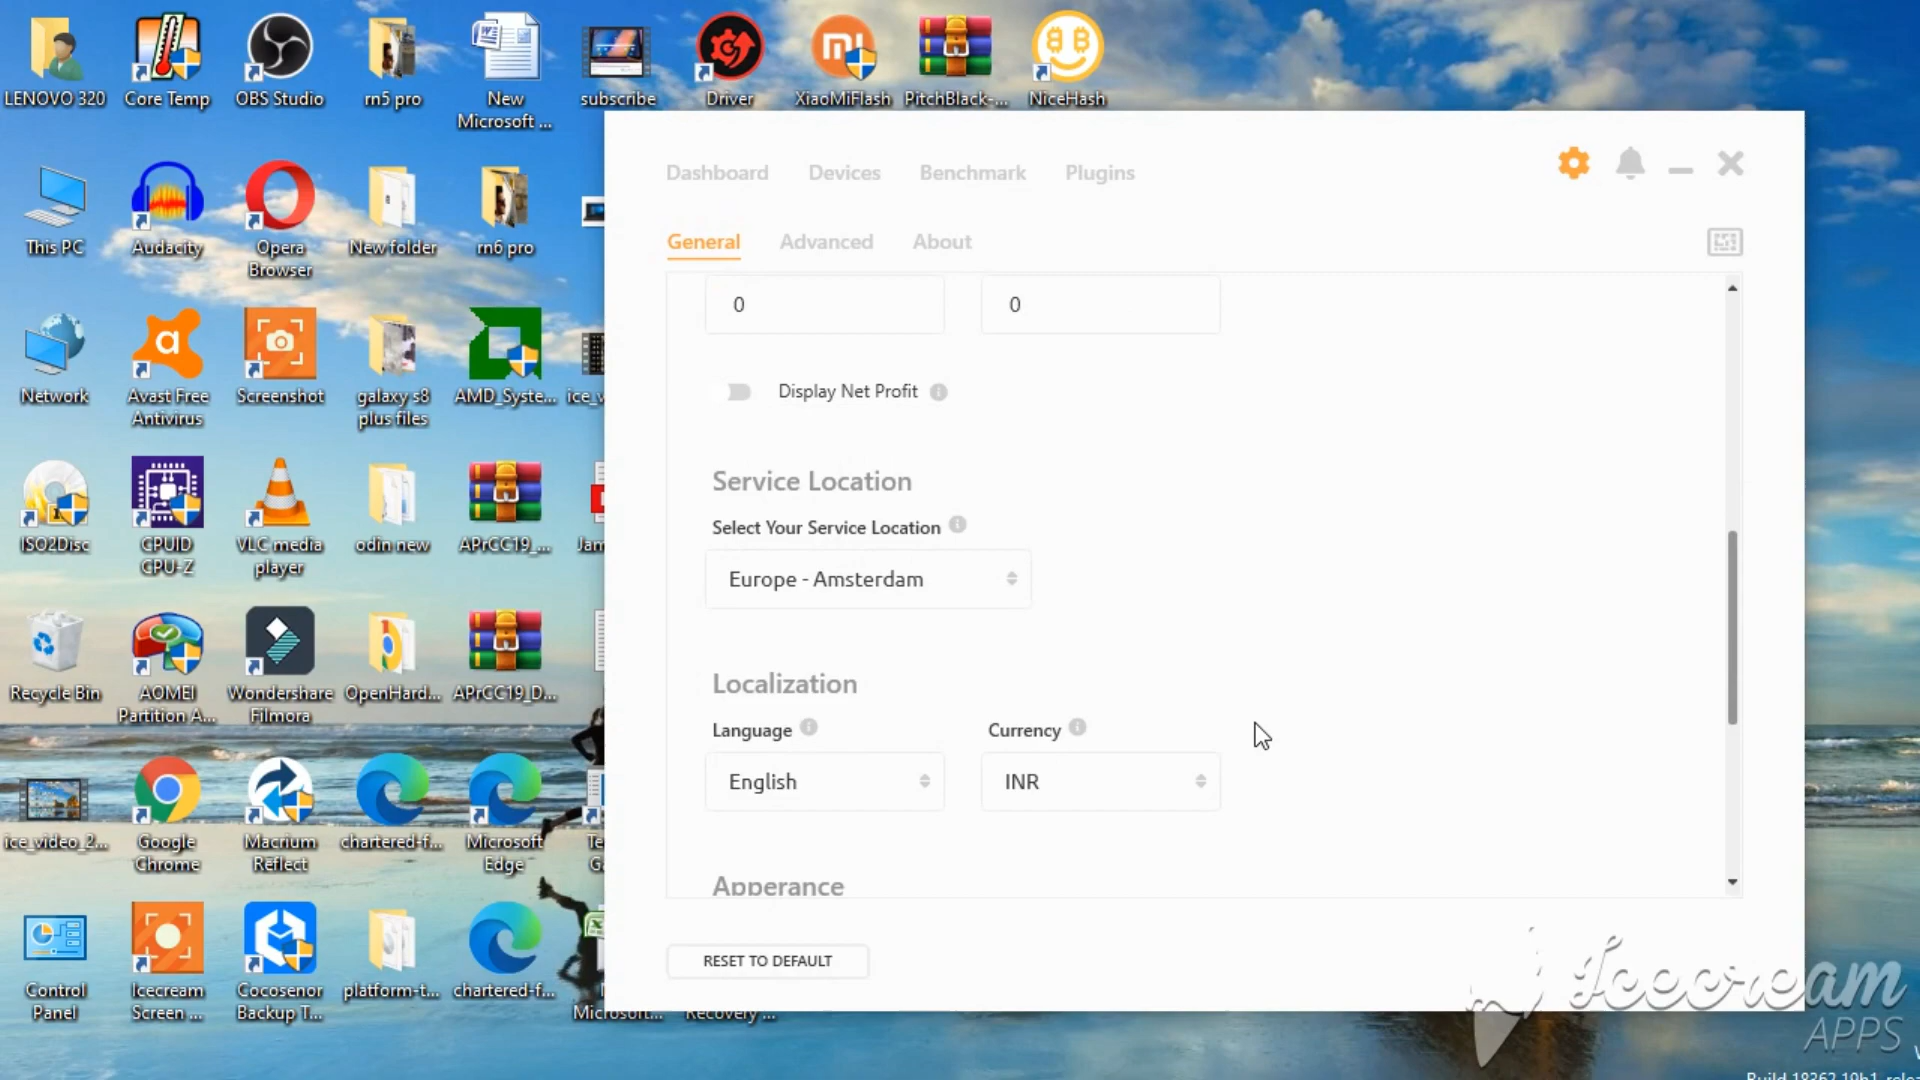 LENOVO 320
Core Temp
OBS Studio
rn5 pro
New
Microsoft ...
subscribe
Driver
XiaoMiFlash
PitchBlack-...
NiceHash
This PC
Audacity
Opera
Browser
New folder
rn6 pro
Network
Avast Free
Antivirus
Screenshot
galaxy s8
plus files
AMD_Syste...
ice_v
ISO2Disc
CPUID
CPU-Z
VLC media
player
odin new
APrCC19_...
Jam
Recycle Bin
AOMEI
Partition A...
Wondershare
Filmora
OpenHard...
APrCC19_D...
ice_video_2...
Google
Chrome
Macrium
Reflect
chartered-f...
Microsoft
Edge
Te
G
Control
Panel
Icecream
Screen ...
Cocosenor
Backup T...
platform-t...
chartered-f...
Microsoft...
Recovery ...
Dashboard
Devices
Benchmark
Plugins
General
Advanced
About
0
0
Display Net Profit
Service Location
Select Your Service Location
Europe - Amsterdam
Localization
Language
Currency
English
INR
Apperance
RESET TO DEFAULT
Icecream
APPS